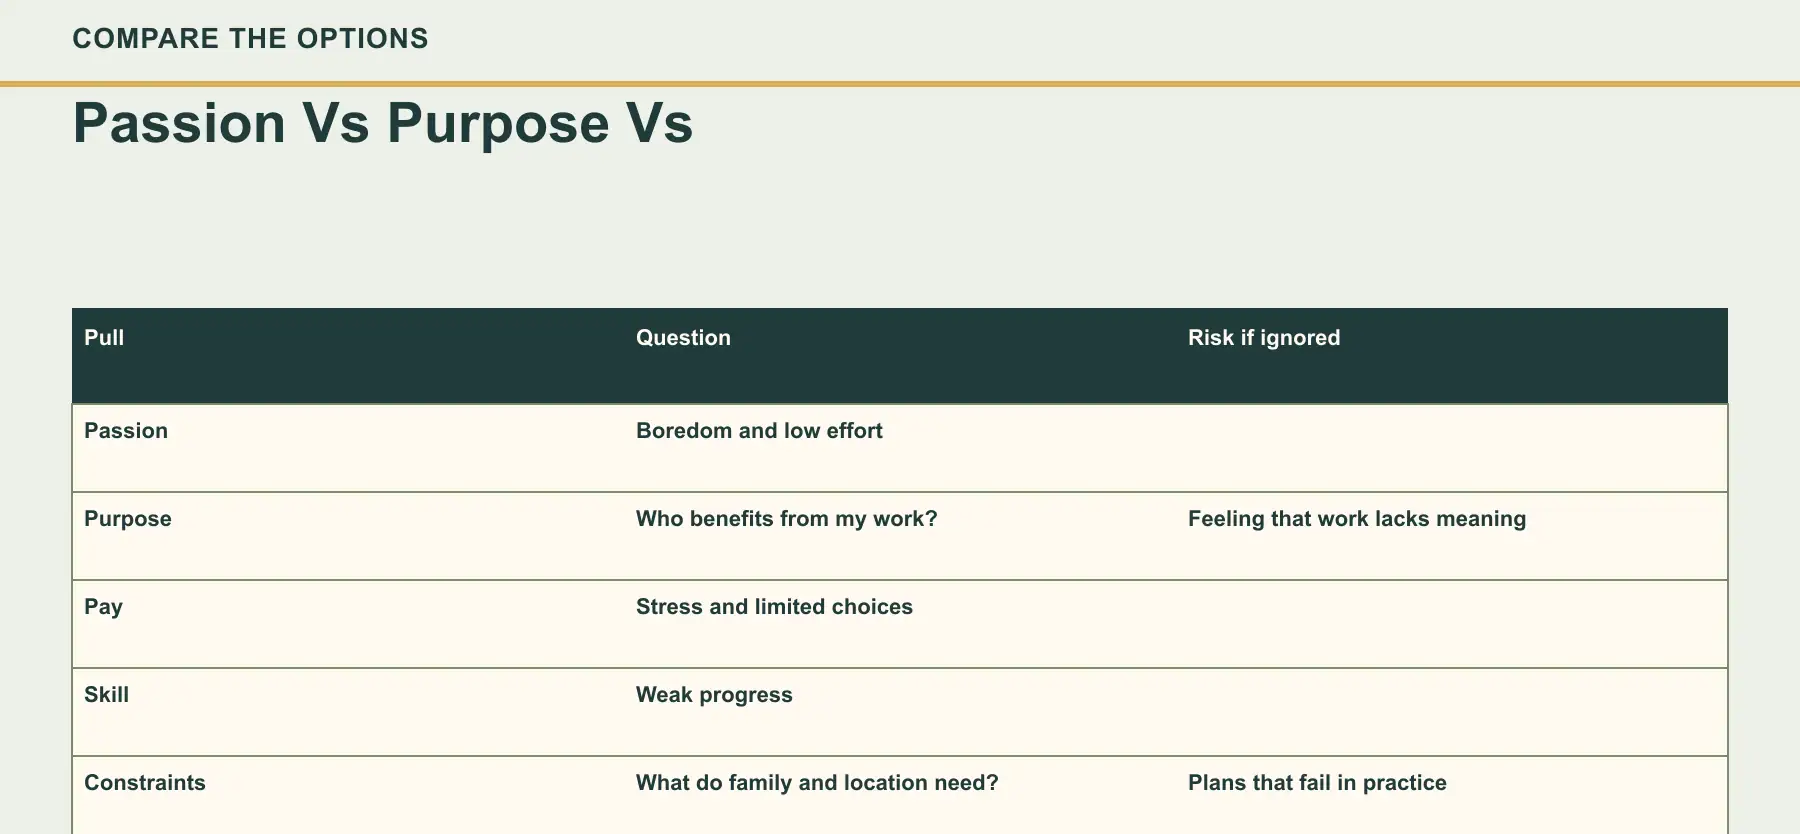 COMPARE THE OPTIONS
Passion Vs Purpose Vs
Pull Question Risk if ignored
Passion Boredom and low effort
Purpose Who benefits from my work? Feeling that work lacks meaning
Pay Stress and limited choices
Skill Weak progress
Constraints What do family and location need? Plans that fail in practice